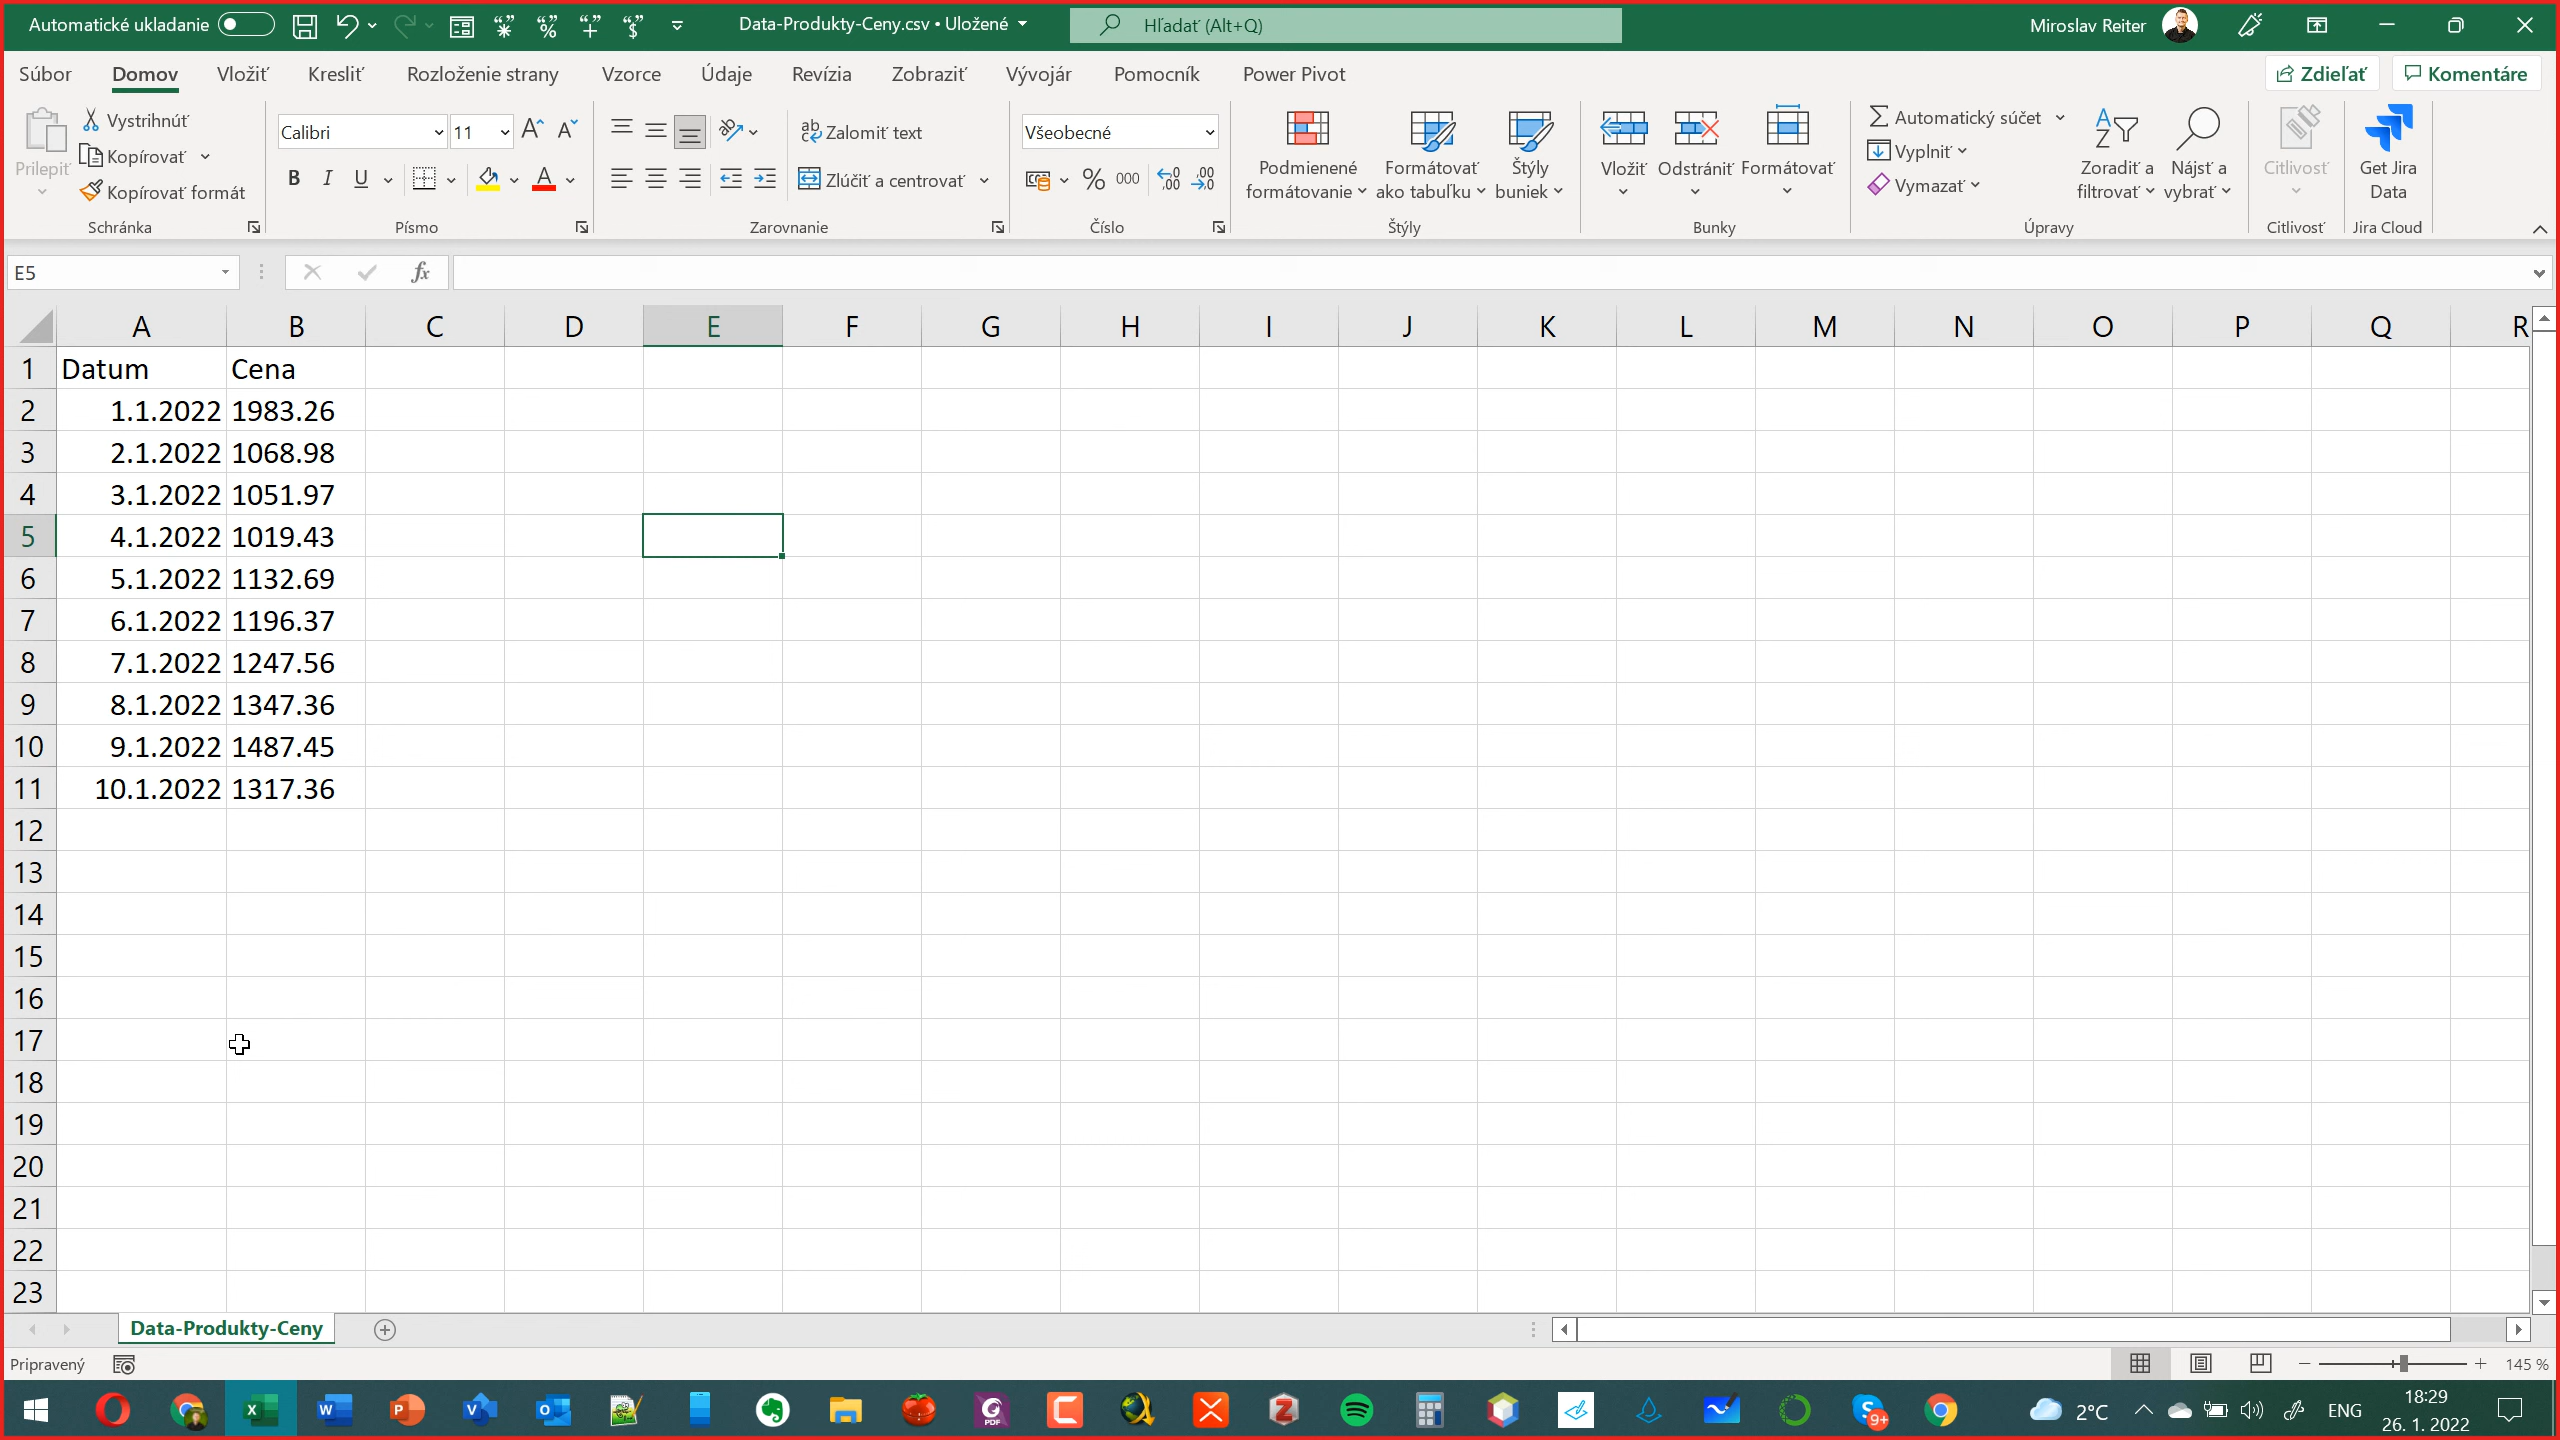 Automatické ukladanie
Data-Produkty-Ceny.csv • Uložené
Hľadať (Alt+Q)
Miroslav Reiter
Súbor Domov Vložiť Kresliť Rozloženie strany Vzorce Údaje Revízia Zobraziť Vývojár Pomocník Power Pivot Zdieľať Komentáre
Prilepiť
Vystrihnúť
Kopírovať
Kopírovať formát
Schránka
Calibri 11
B I U
Písmo
Zalomiť text
Zlúčiť a centrovať
Zarovnanie
Všeobecné
% 000
Číslo
Podmienené
formátovanie
Formátovať
ako tabuľku
Štýly
buniek
Štýly
Vložiť Odstrániť Formátovať
Bunky
Automatický súčet
Vyplniť
Vymazať
Zoradiť a
filtrovať
Nájsť a
vybrať
Úpravy
Citlivosť
Citlivosť
Get Jira
Data
Jira Cloud
E5 fx
A B C D E F G H I J K L M N O P Q R
1 Datum Cena
2 1.1.2022 1983.26
3 2.1.2022 1068.98
4 3.1.2022 1051.97
5 4.1.2022 1019.43
6 5.1.2022 1132.69
7 6.1.2022 1196.37
8 7.1.2022 1247.56
9 8.1.2022 1347.36
10 9.1.2022 1487.45
11 10.1.2022 1317.36
12
13
14
15
16
17
18
19
20
21
22
23
Data-Produkty-Ceny
Pripravený
145 %
2°C
ENG
18:29
26. 1. 2022